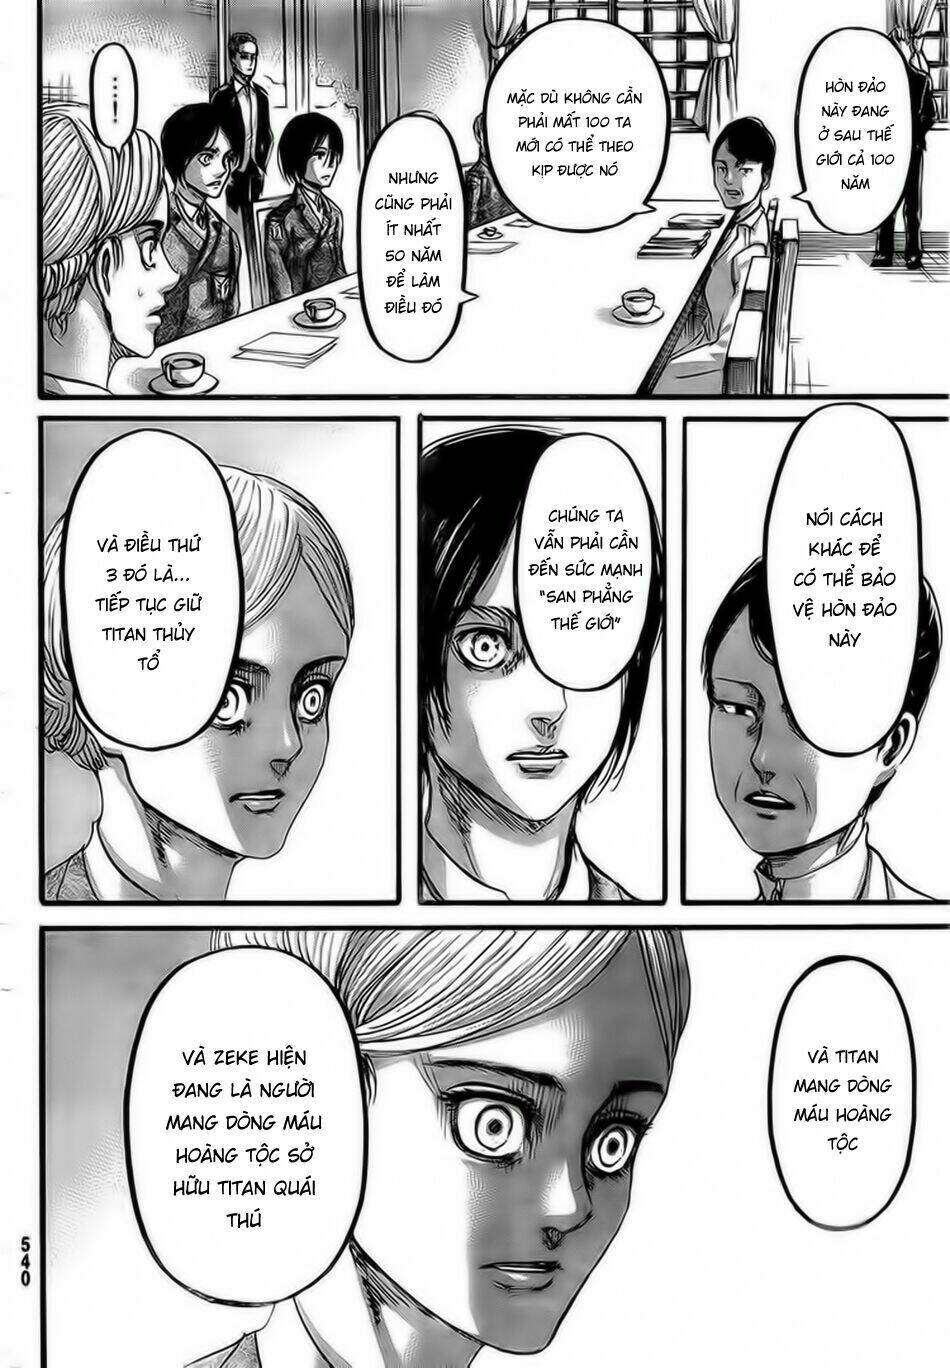 HÒN ĐẢO
NÀY ĐANG
Ở SAU THẾ
GIỚI CẢ 100
NĂM
MẶC DÙ KHÔNG CẦN
PHẢI MẤT 100 TA
MỚI CÓ THỂ THEO
KỊP ĐƯỢC NÓ
NHƯNG
CŨNG PHẢI
ÍT NHẤT
50 NĂM
ĐỂ LÀM
ĐIỀU ĐÓ
...!
NÓI CÁCH
KHÁC ĐỂ
CÓ THỂ BẢO
VỆ HÒN ĐẢO
NÀY
CHÚNG TA
VẪN PHẢI CẦN
ĐẾN SỨC MẠNH
"SAN PHẲNG
THẾ GIỚI"
VÀ ĐIỀU THỨ
3 ĐÓ LÀ...
TIẾP TỤC GIỮ
TITAN THỦY
TỔ
VÀ TITAN
MANG DÒNG
MÁU HOÀNG
TỘC
VÀ ZEKE HIỆN
ĐANG LÀ NGƯỜI
MANG DÒNG MÁU
HOÀNG TỘC SỞ
HỮU TITAN QUÁI
THÚ
540